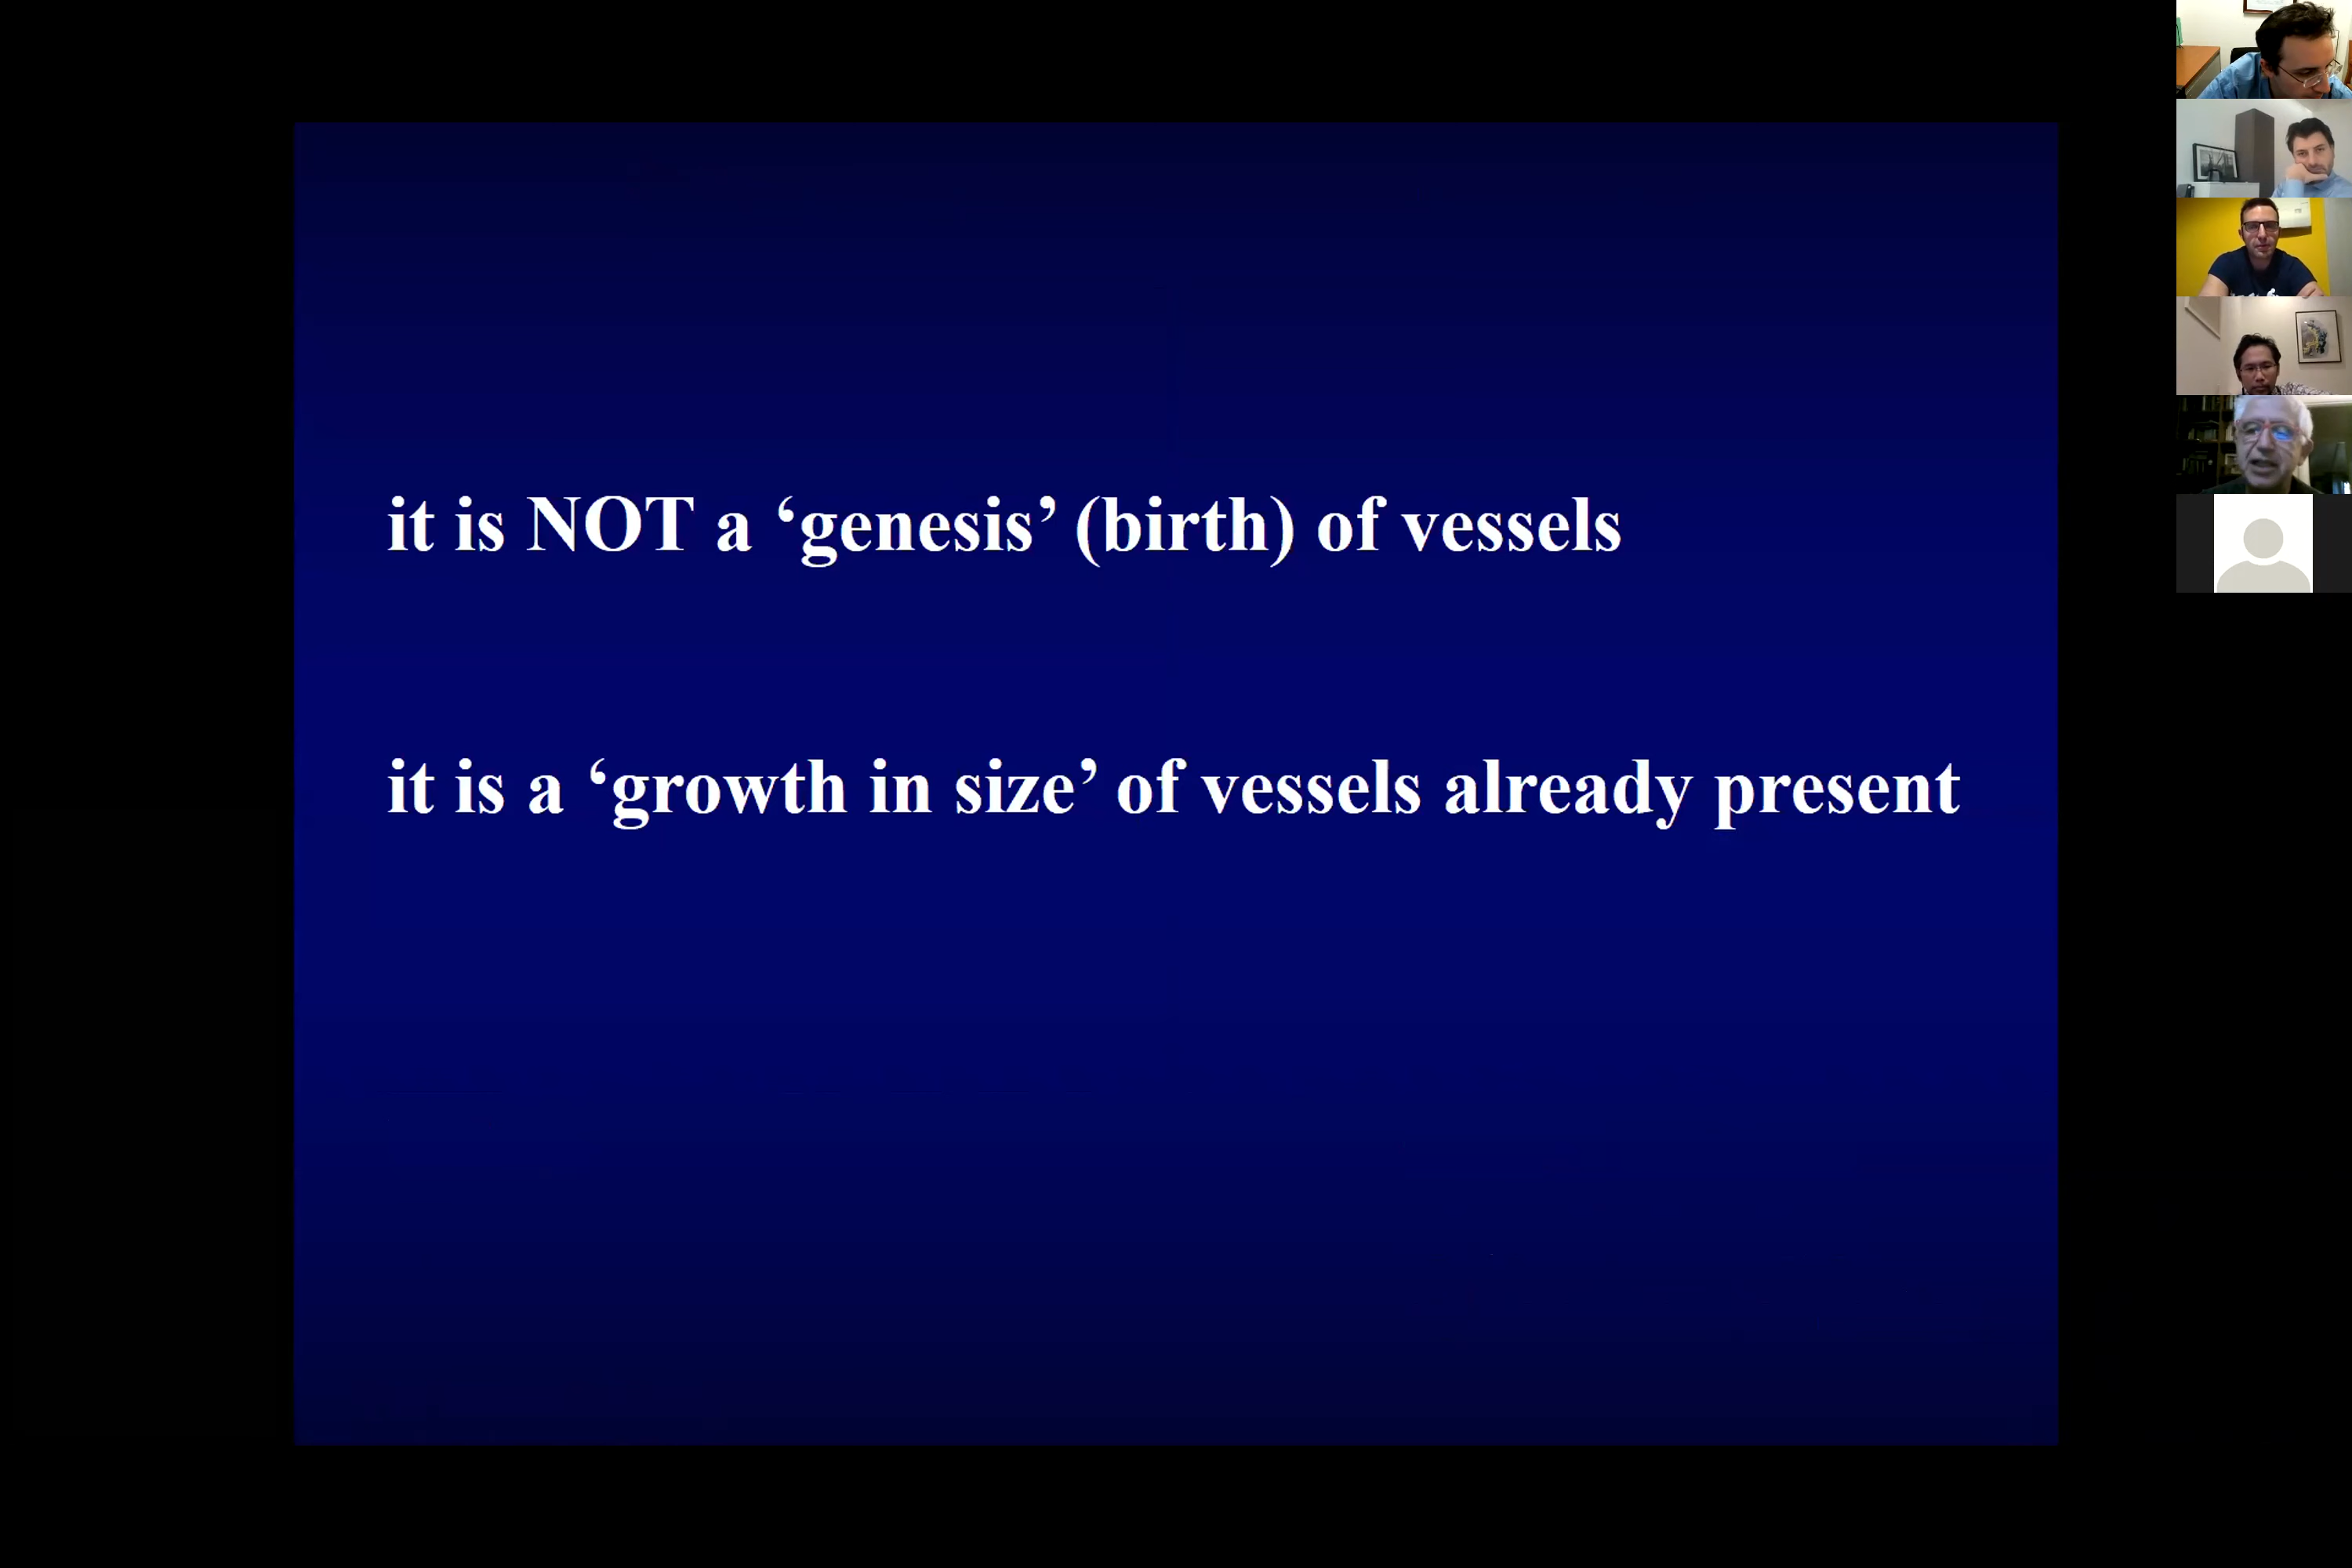 it is NOT a ‘genesis’ (birth) of vessels
it is a ‘growth in size’ of vessels already present